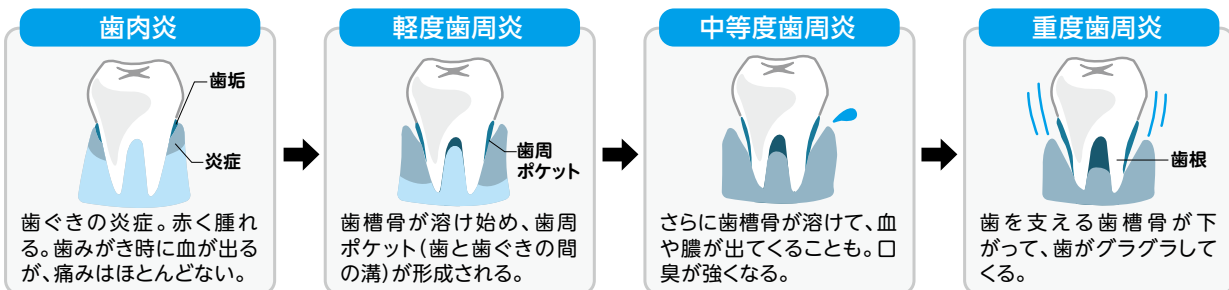 歯肉炎
歯垢
炎症
歯ぐきの炎症。赤く腫れ
る。歯みがき時に血が出る
が、痛みはほとんどない。
軽度歯周炎
歯周
ポケット
歯槽骨が溶け始め、歯周
ポケット(歯と歯ぐきの間
の溝)が形成される。
中等度歯周炎
さらに歯槽骨が溶けて、血
や膿が出てくることも。口
臭が強くなる。
重度歯周炎
歯根
歯を支える歯槽骨が下
がって、歯がグラグラして
くる。